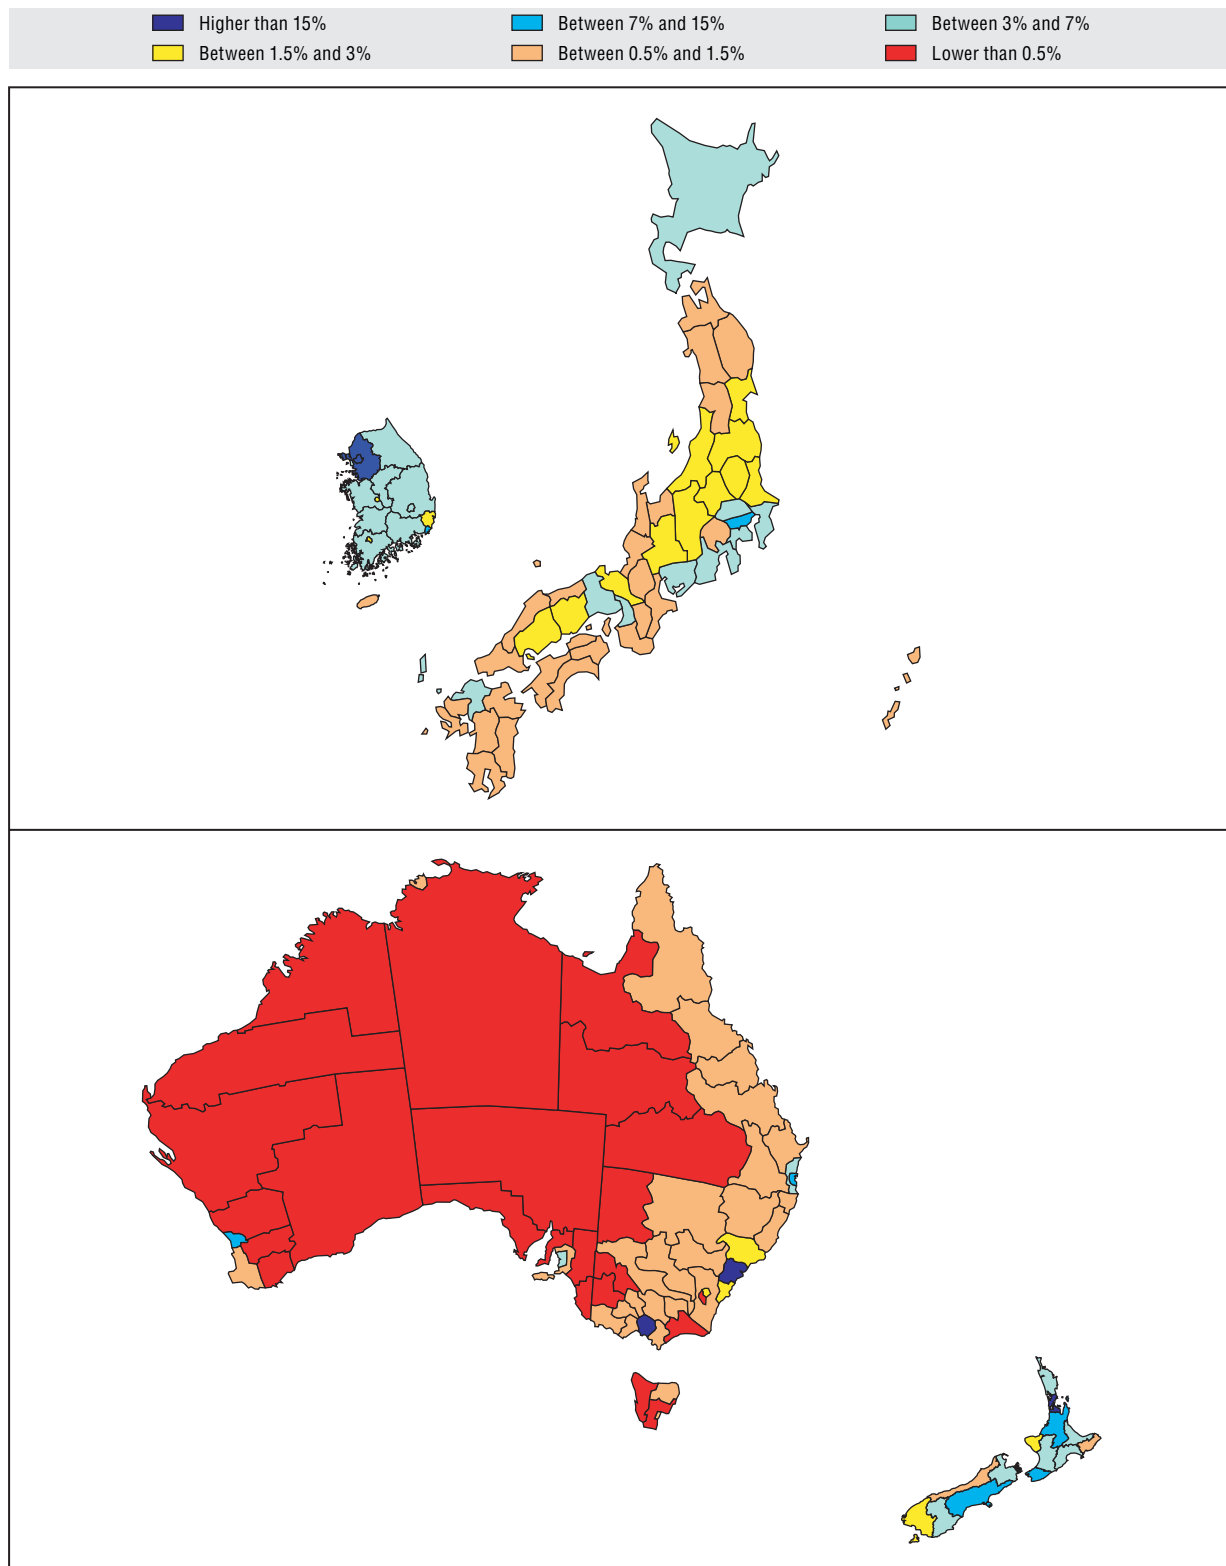 Higher than 15% Between 7% and 15% Between 3% and 7%
Between 1.5% and 3% Between 0.5% and 1.5% Lower than 0.5%